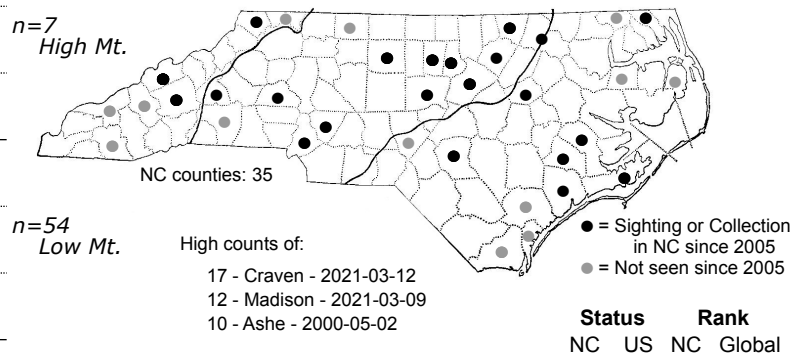 n=7
High Mt.
NC counties: 35
n=54
Low Mt.
High counts of:
17 - Craven - 2021-03-12
12 - Madison - 2021-03-09
10 - Ashe - 2000-05-02
= Sighting or Collection
in NC since 2005
= Not seen since 2005
Status Rank
NC US NC Global